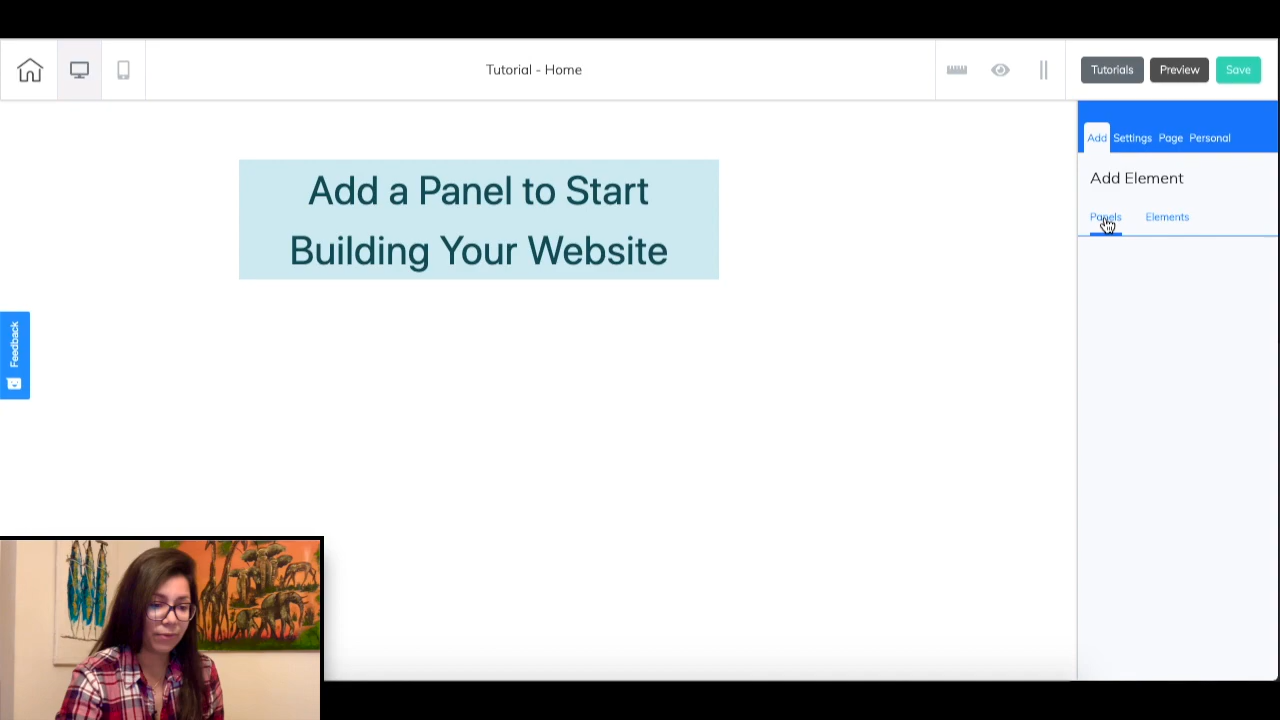 Tutorial - Home
Tutorials
Preview
Save
Add
Settings
Page
Personal
Add Element
Panels
Elements
Add a Panel to Start
Building Your Website
Feedback